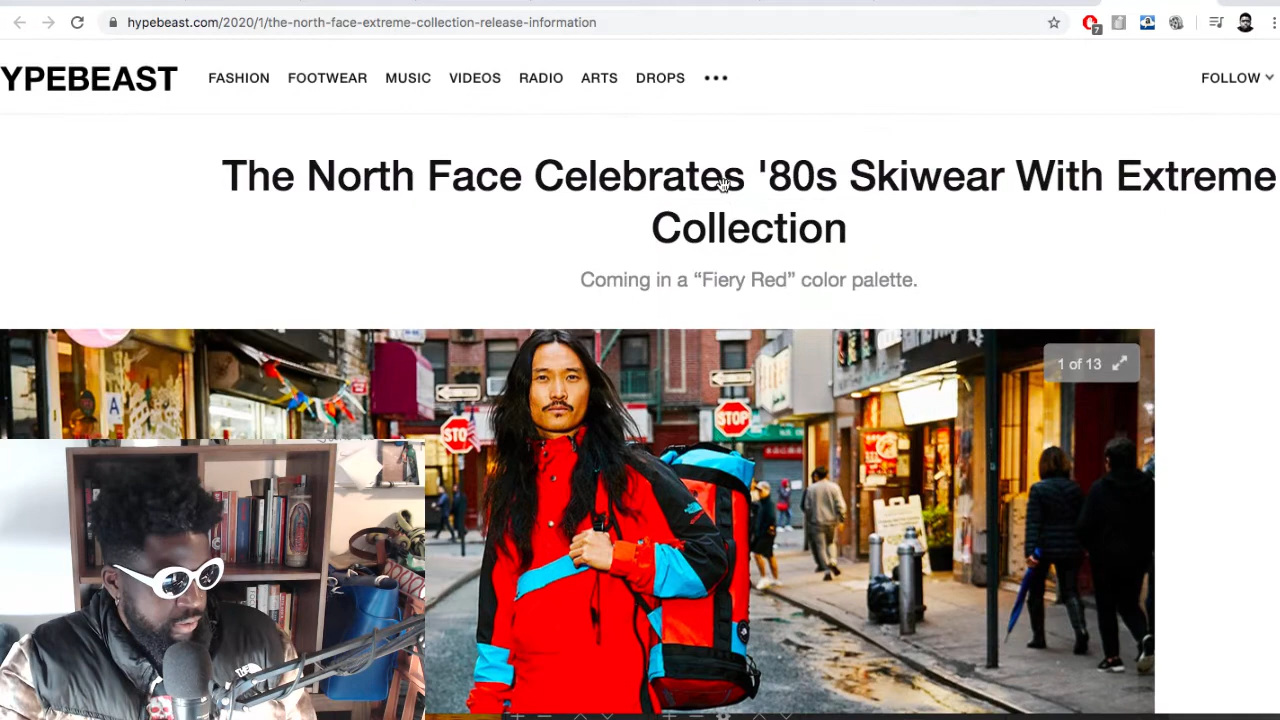 hypebeast.com/2020/1/the-north-face-extreme-collection-release-information
7
YPEBEAST
FASHION FOOTWEAR MUSIC VIDEOS RADIO ARTS DROPS •••
FOLLOW
The North Face Celebrates '80s Skiwear With Extreme
Collection
Coming in a “Fiery Red” color palette.
1 of 13
A
STOP
STO